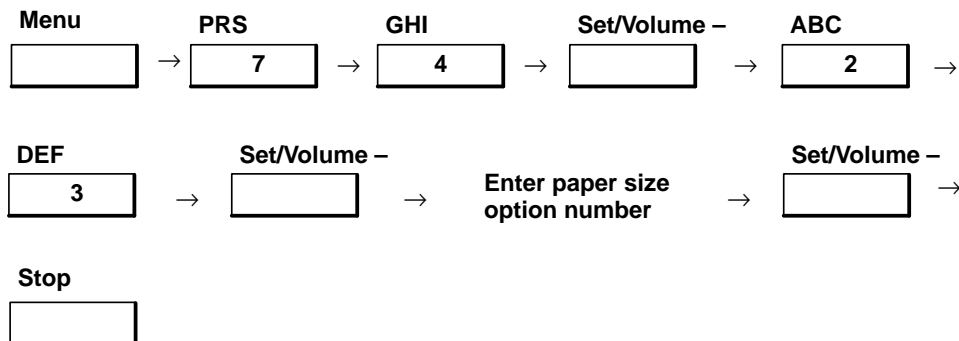 Menu PRS GHI Set/Volume – ABC
→ 7 → 4 → → 2 →
DEF Set/Volume – Set/Volume –
3 → → Enter paper size → →
option number
Stop